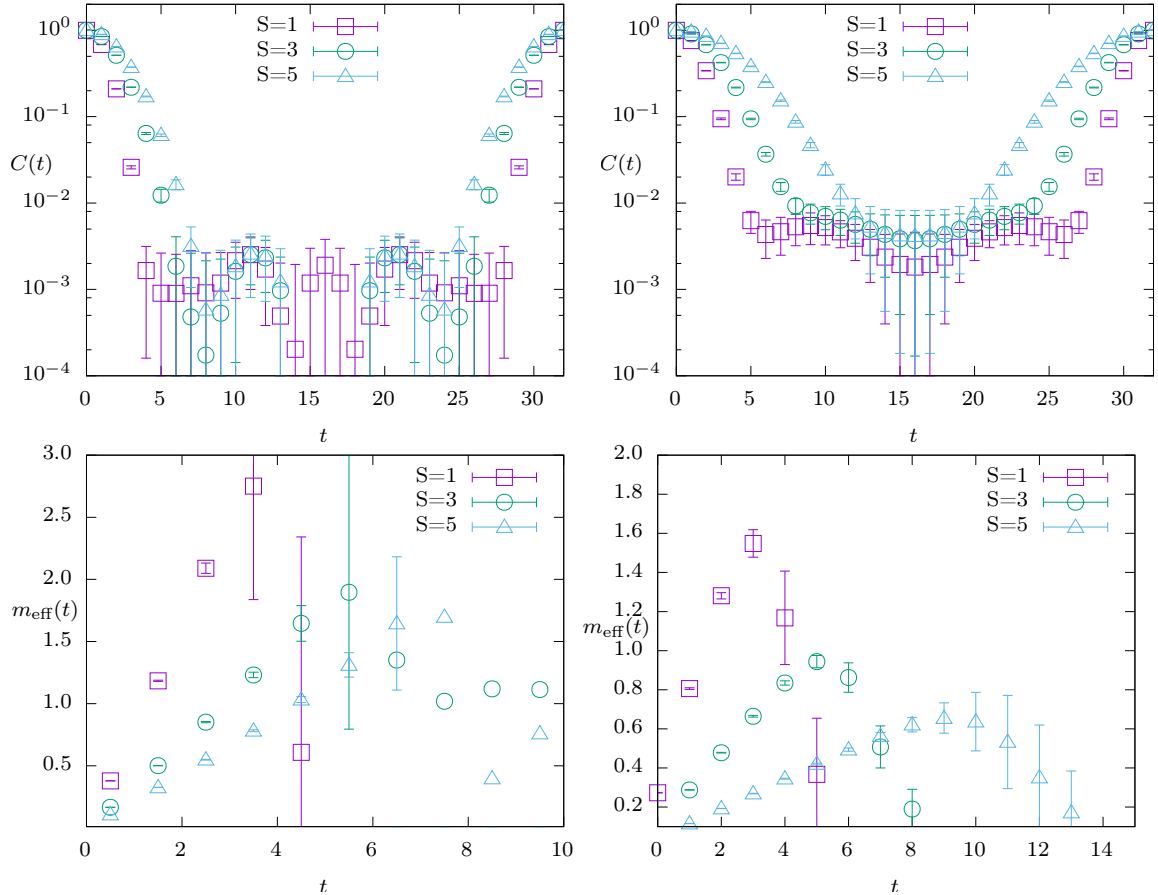 10⁰
10⁻¹
C(t)
10⁻²
10⁻³
10⁻⁴
S=1
S=3
S=5
0 5 10 15 20 25 30
t
10⁰
10⁻¹
C(t)
10⁻²
10⁻³
10⁻⁴
S=1
S=3
S=5
0 5 10 15 20 25 30
t
3.0
2.5
2.0
m_eff(t)
1.5
1.0
0.5
S=1
S=3
S=5
0 2 4 6 8 10
t
2.0
1.8
1.6
1.4
1.2
m_eff(t)
1.0
0.8
0.6
0.4
0.2
S=1
S=3
S=5
0 2 4 6 8 10 12 14
t